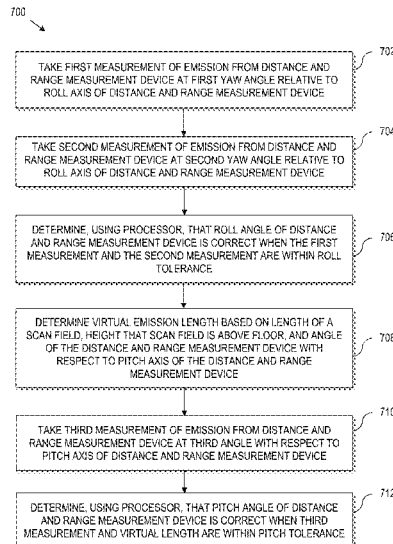 700
702
TAKE FIRST MEASUREMENT OF EMISSION FROM DISTANCE AND
RANGE MEASUREMENT DEVICE AT FIRST YAW ANGLE RELATIVE TO
ROLL AXIS OF DISTANCE AND RANGE MEASUREMENT DEVICE
704
TAKE SECOND MEASUREMENT OF EMISSION FROM DISTANCE AND
RANGE MEASUREMENT DEVICE AT SECOND YAW ANGLE RELATIVE TO
ROLL AXIS OF DISTANCE AND RANGE MEASUREMENT DEVICE
706
DETERMINE, USING PROCESSOR, THAT ROLL ANGLE OF DISTANCE
AND RANGE MEASUREMENT DEVICE IS CORRECT WHEN THE FIRST
MEASUREMENT AND THE SECOND MEASUREMENT ARE WITHIN ROLL
TOLERANCE
708
DETERMINE VIRTUAL EMISSION LENGTH BASED ON LENGTH OF A
SCAN FIELD, HEIGHT THAT SCAN FIELD IS ABOVE FLOOR, AND ANGLE
OF THE DISTANCE AND RANGE MEASUREMENT DEVICE WITH
RESPECT TO PITCH AXIS OF THE DISTANCE AND RANGE
MEASUREMENT DEVICE
710
TAKE THIRD MEASUREMENT OF EMISSION FROM DISTANCE AND
RANGE MEASUREMENT DEVICE AT THIRD ANGLE WITH RESPECT TO
PITCH AXIS OF DISTANCE AND RANGE MEASUREMENT DEVICE
712
DETERMINE, USING PROCESSOR, THAT PITCH ANGLE OF DISTANCE
AND RANGE MEASUREMENT DEVICE IS CORRECT WHEN THIRD
MEASUREMENT AND VIRTUAL LENGTH ARE WITHIN PITCH TOLERANCE